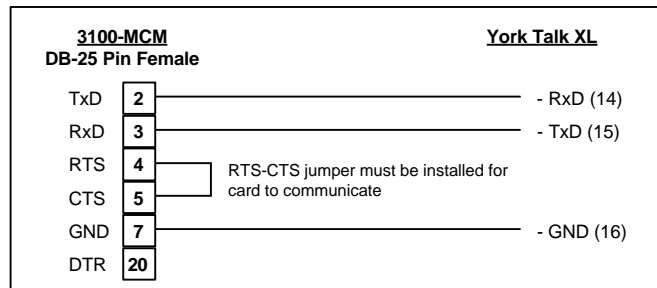 3100-MCM
York Talk XL
DB-25 Pin Female
TxD 2 - RxD (14)
RxD 3 - TxD (15)
RTS 4
RTS-CTS jumper must be installed for
card to communicate
CTS 5
GND 7 - GND (16)
DTR 20